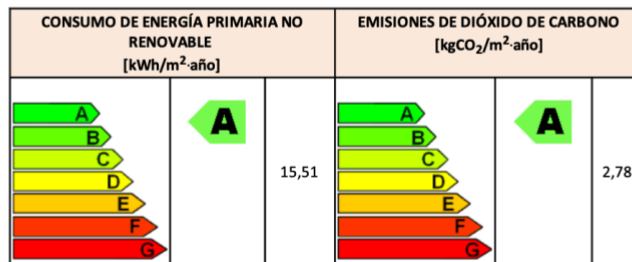 CONSUMO DE ENERGÍA PRIMARIA NO
RENOVABLE
[kWh/m²·año]
EMISIONES DE DIÓXIDO DE CARBONO
[kgCO₂/m²·año]
A
B
C
D
E
F
G
A
15,51
A
B
C
D
E
F
G
A
2,78